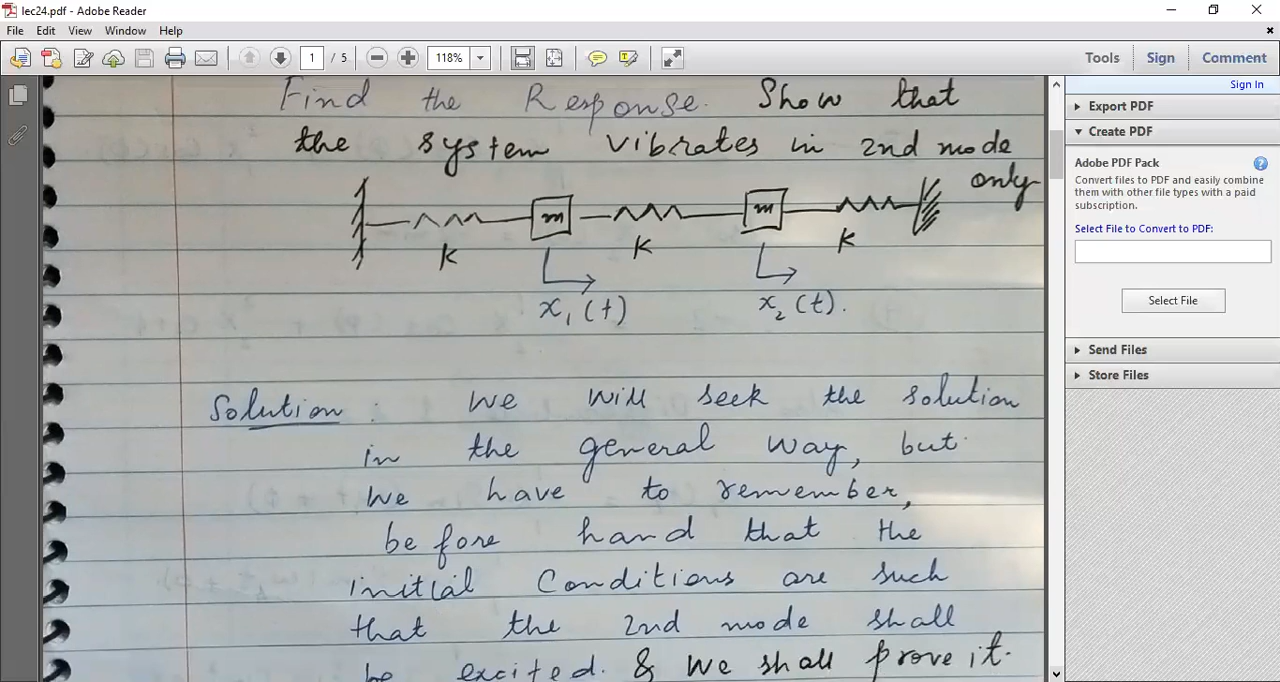 lec24.pdf - Adobe Reader
File Edit View Window Help
1 / 5 118% Tools Sign Comment
Sign In
Export PDF
Create PDF
Adobe PDF Pack
Convert files to PDF and easily combine
them with other file types with a paid
subscription.
Select File to Convert to PDF:
Select File
Send Files
Store Files
Find the Response. Show that
the system vibrates in 2nd mode
only
m m
k k k
x₁(t) x₂(t).
Solution : We will seek the solution
in the general way, but
we have to remember,
before hand that the
initial conditions are such
that the 2nd mode shall
be excited. & we shall prove it.